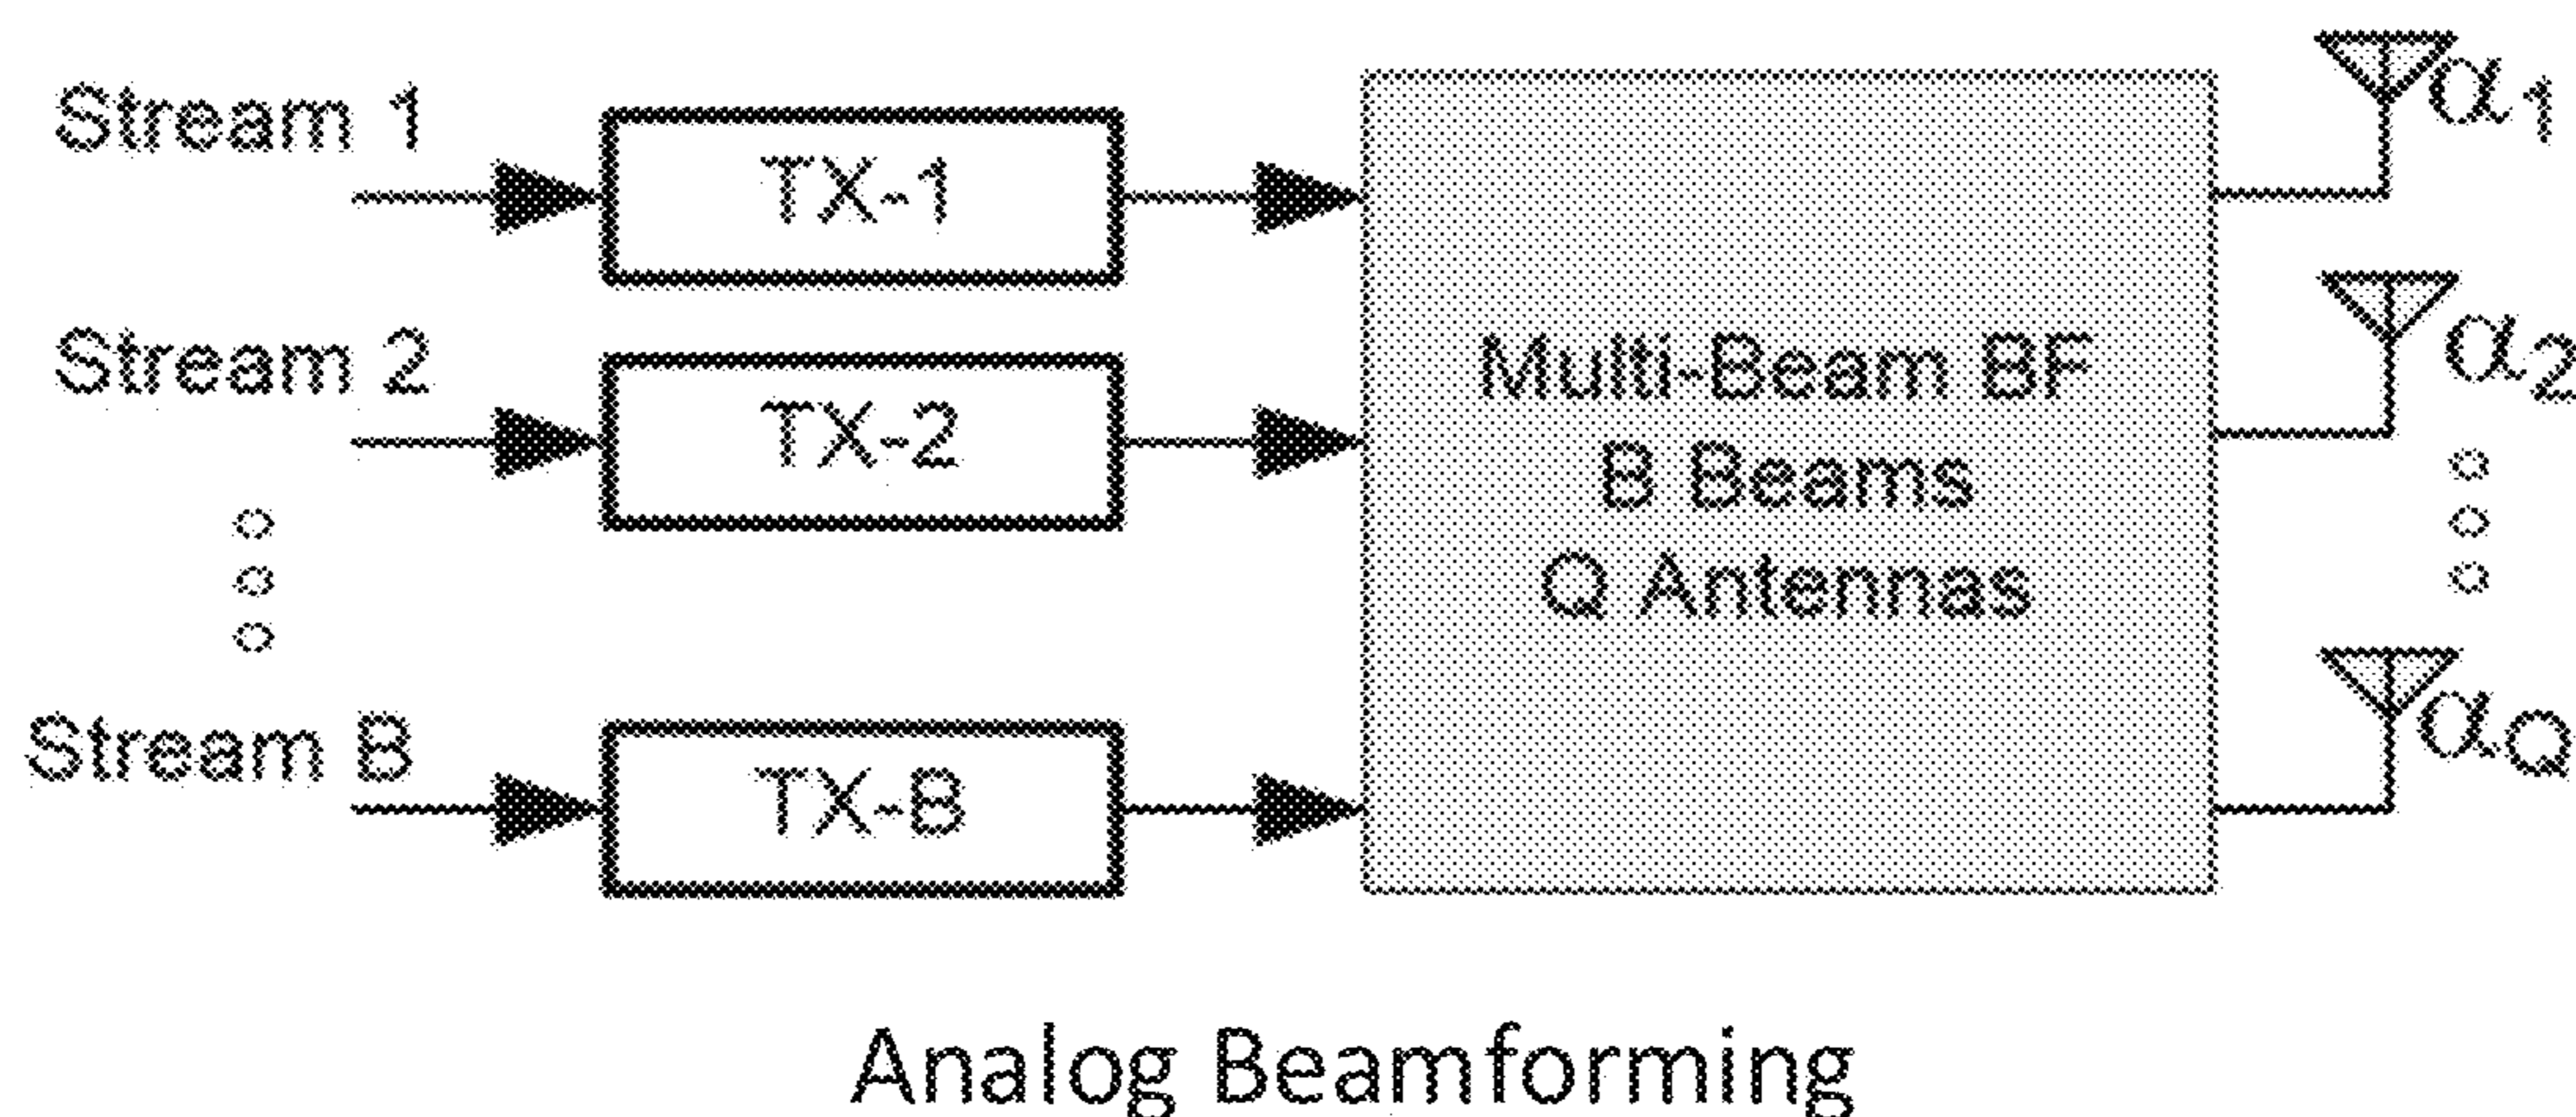 Stream 1
TX-1
α1
Stream 2
TX-2
α2
Multi-Beam BF
B Beams
Q Antennas
Stream B
TX-B
αQ
Analog Beamforming